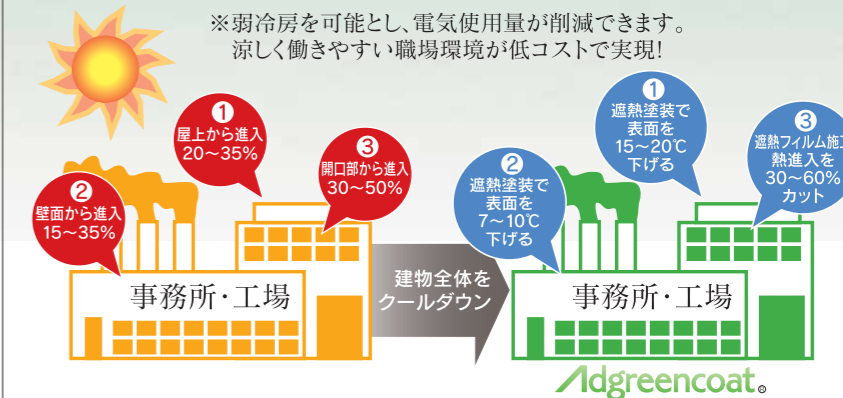 ※弱冷房を可能とし、電気使用量が削減できます。
涼しく働きやすい職場環境が低コストで実現!
①
屋上から進入
20〜35%
②
壁面から進入
15〜35%
③
開口部から進入
30〜50%
事務所・工場
建物全体を
クールダウン
①
遮熱塗装で
表面を
15〜20℃
下げる
②
遮熱塗装で
表面を
7〜10℃
下げる
③
遮熱フィルム施工
熱進入を
30〜60%
カット
事務所・工場
Adgreencoat®